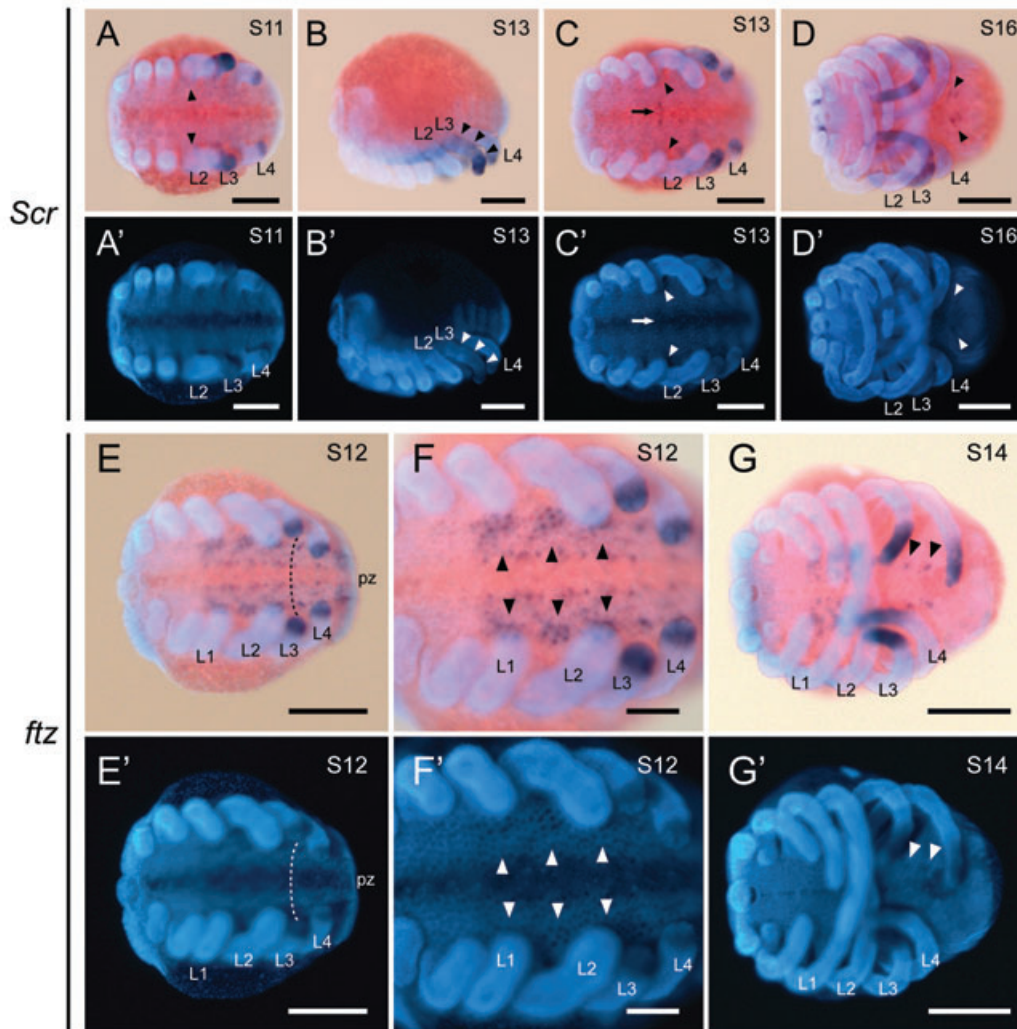 A S11 B S13 C S13 D S16
L2 L3 L4 L2 L3 L4 L2 L3 L4 L2 L3 L4
Scr
A’ S11 B’ S13 C’ S13 D’ S16
L2 L3 L4 L2 L3 L4 L2 L3 L4 L2 L3 L4
E S12 F S12 G S14
pz
L1 L2 L3 L4 L1 L2 L3 L4 L1 L2 L3 L4
ftz
E’ S12 F’ S12 G’ S14
pz
L1 L2 L3 L4 L1 L2 L3 L4 L1 L2 L3 L4